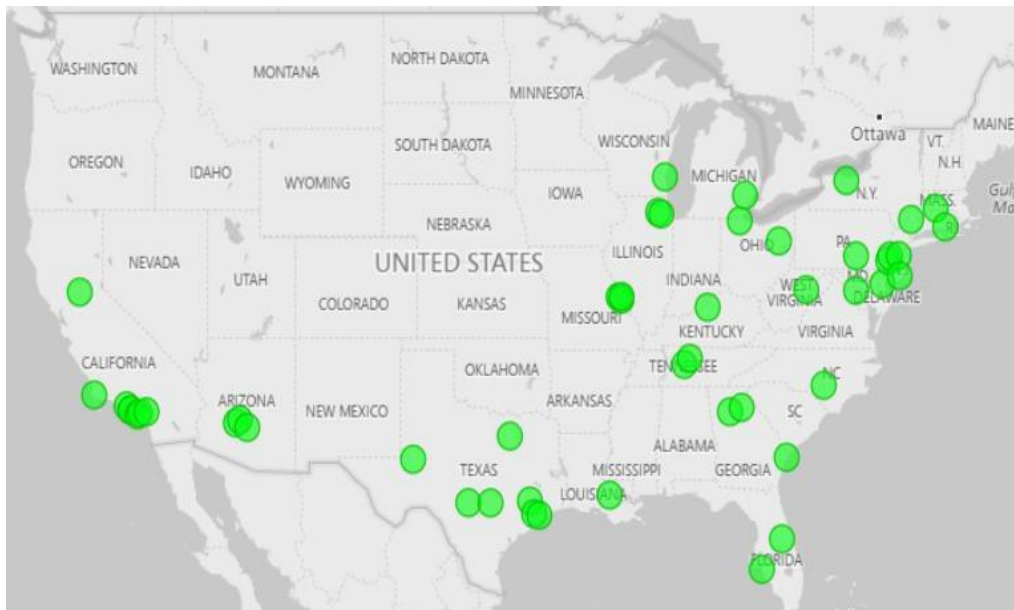 WASHINGTON
MONTANA
NORTH DAKOTA
MINNESOTA
Ottawa
MAINE
VT.
N.H.
OREGON
IDAHO
SOUTH DAKOTA
WISCONSIN
MICHIGAN
N.Y.
MASS.
WYOMING
IOWA
NEBRASKA
NEVADA
UTAH
UNITED STATES
ILLINOIS
OHIO
PA.
COLORADO
KANSAS
MISSOURI
INDIANA
WEST
VIRGINIA
MD.
DELAWARE
KENTUCKY
VIRGINIA
CALIFORNIA
ARIZONA
NEW MEXICO
OKLAHOMA
ARKANSAS
NC
SC
TEXAS
ALABAMA
MISSISSIPPI
GEORGIA
LOUISIANA
FLORIDA